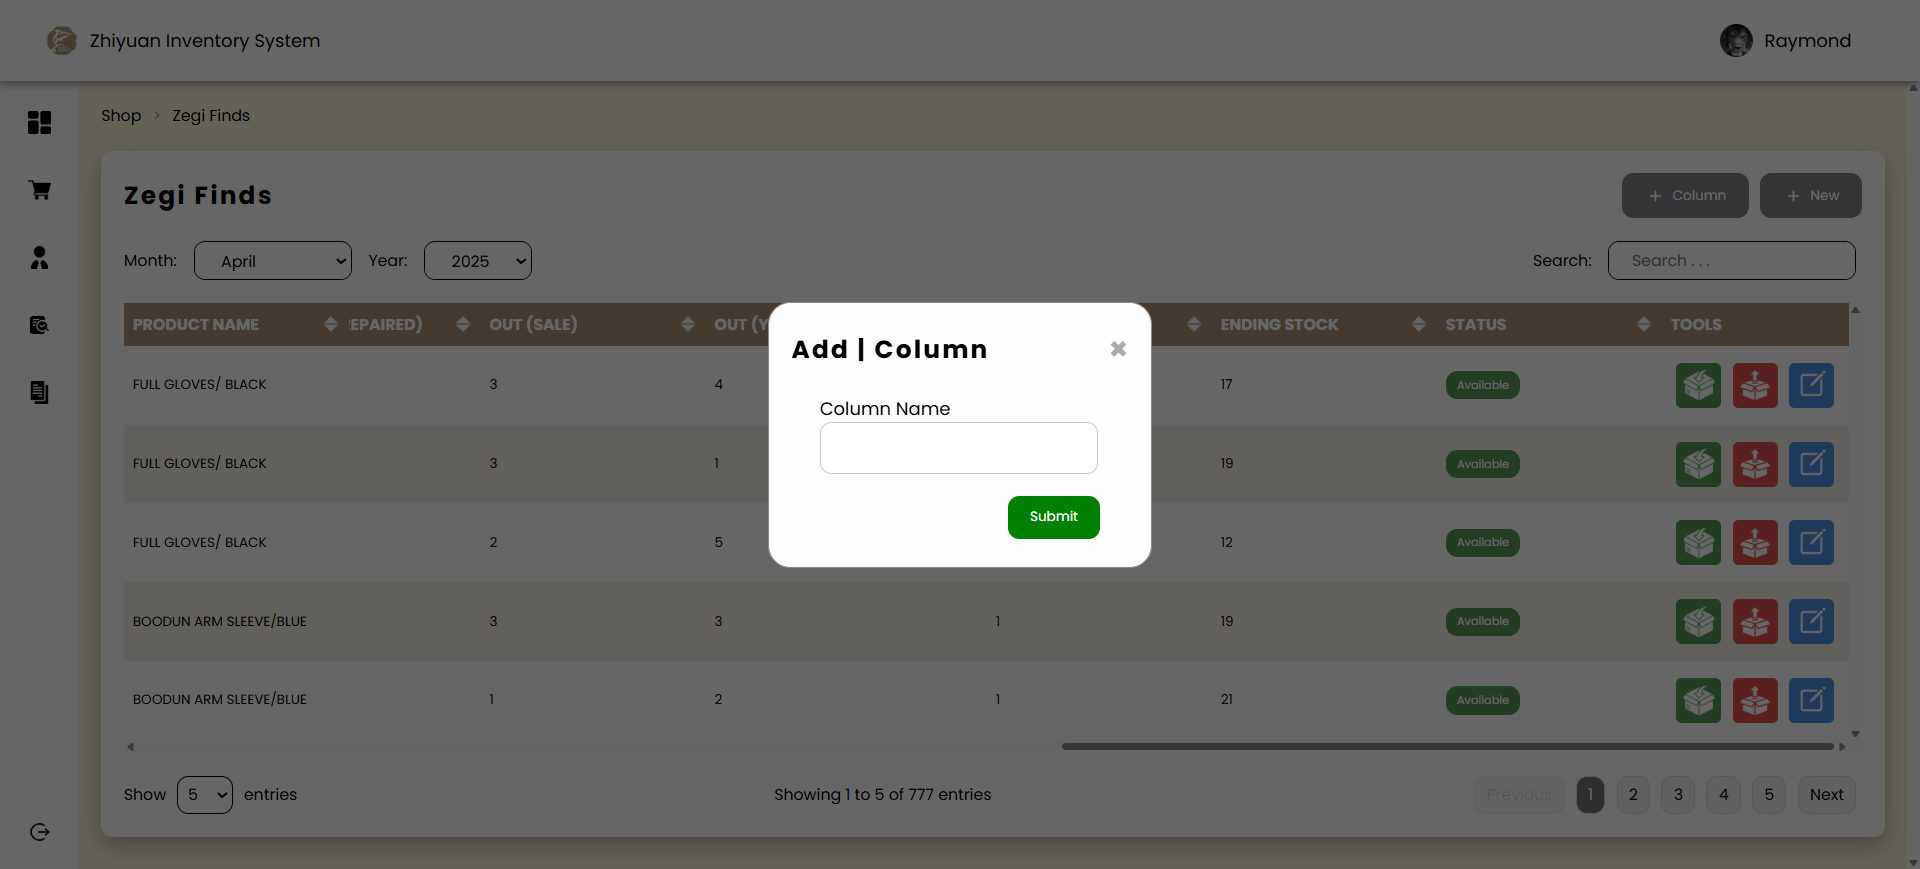 Zhiyuan Inventory System
Raymond
Shop > Zegi Finds
Zegi Finds
+ Column
+ New
Month: April Year: 2025 Search: Search . . .
PRODUCT NAME EPAIRED) OUT (SALE) OUT (Y ENDING STOCK STATUS TOOLS
FULL GLOVES/ BLACK 3 4 17 Available
FULL GLOVES/ BLACK 3 1 19 Available
FULL GLOVES/ BLACK 2 5 12 Available
BOODUN ARM SLEEVE/BLUE 3 3 1 19 Available
BOODUN ARM SLEEVE/BLUE 1 2 1 21 Available
Add | Column
Column Name
Submit
Show 5 entries
Showing 1 to 5 of 777 entries
Previous 1 2 3 4 5 Next